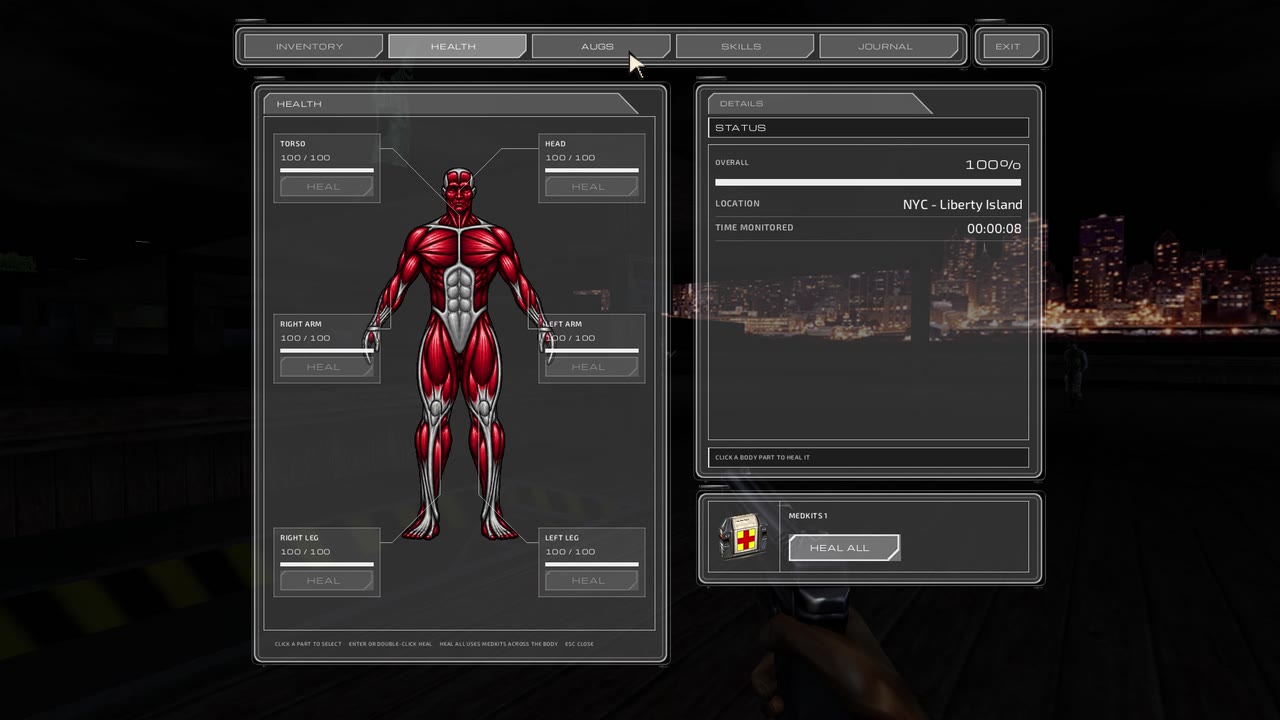 INVENTORY
HEALTH
AUGS
SKILLS
JOURNAL
EXIT
HEALTH
TORSO
100 / 100
HEAL
HEAD
100 / 100
HEAL
RIGHT ARM
100 / 100
HEAL
LEFT ARM
100 / 100
HEAL
RIGHT LEG
100 / 100
HEAL
LEFT LEG
100 / 100
HEAL
CLICK A PART TO SELECT ENTER OR DOUBLE-CLICK HEAL HEAL ALL USES MEDKITS ACROSS THE BODY ESC CLOSE
DETAILS
STATUS
OVERALL 100%
LOCATION NYC - Liberty Island
TIME MONITORED 00:00:08
CLICK A BODY PART TO HEAL IT
MEDKITS 1
HEAL ALL